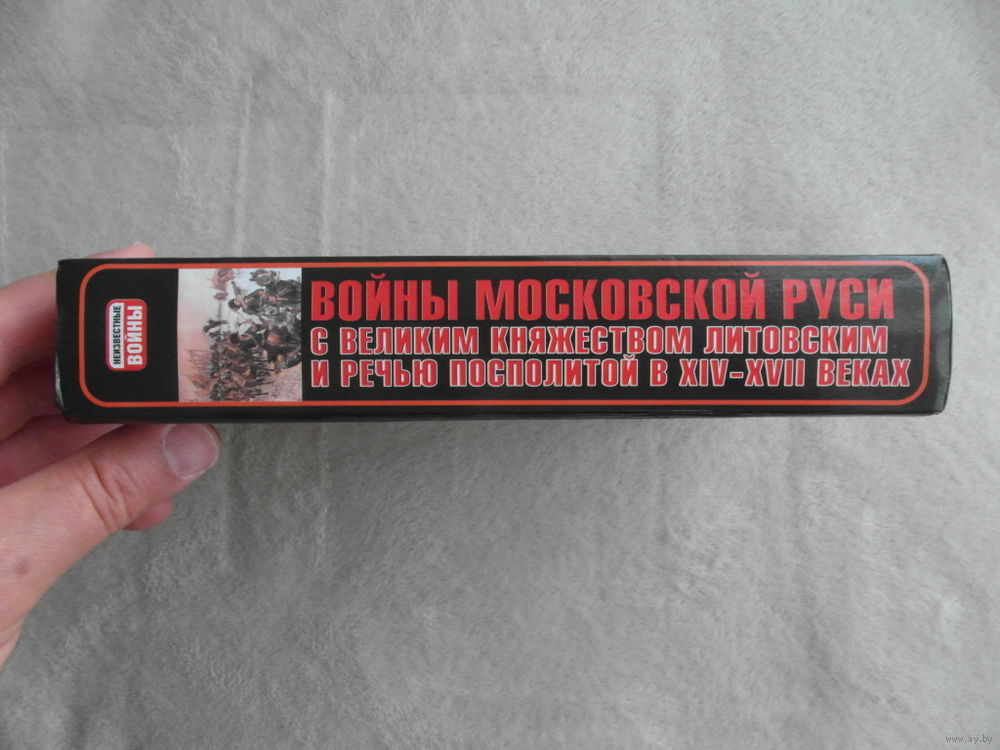 НЕИЗВЕСТНЫЕ
ВОЙНЫ
ВОЙНЫ МОСКОВСКОЙ РУСИ
С ВЕЛИКИМ КНЯЖЕСТВОМ ЛИТОВСКИМ
И РЕЧЬЮ ПОСПОЛИТОЙ В XIV-XVII ВЕКАХ
www.ay.by